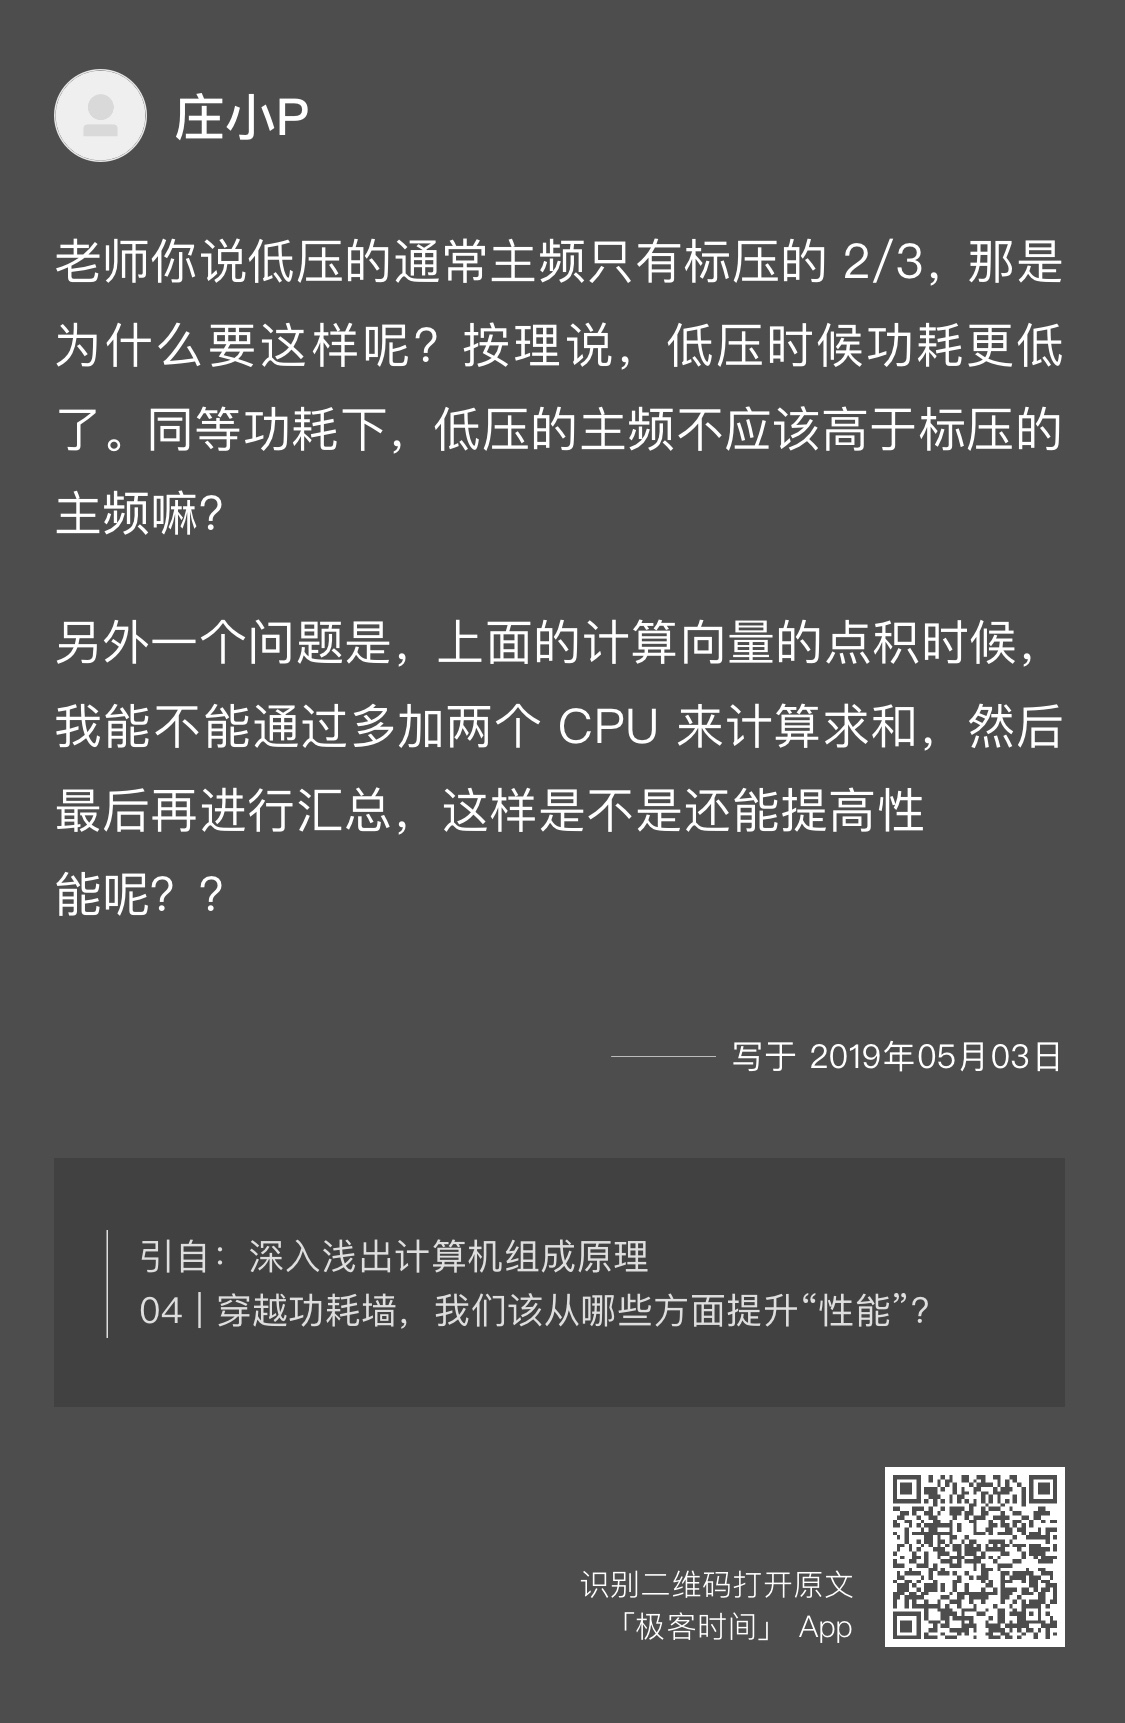 庄小P
老师你说低压的通常主频只有标压的 2/3，那是
为什么要这样呢？按理说，低压时候功耗更低
了。同等功耗下，低压的主频不应该高于标压的
主频嘛？
另外一个问题是，上面的计算向量的点积时候，
我能不能通过多加两个 CPU 来计算求和，然后
最后再进行汇总，这样是不是还能提高性
能呢？？
写于 2019年05月03日
引自：深入浅出计算机组成原理
04 | 穿越功耗墙，我们该从哪些方面提升“性能”？
识别二维码打开原文
「极客时间」 App